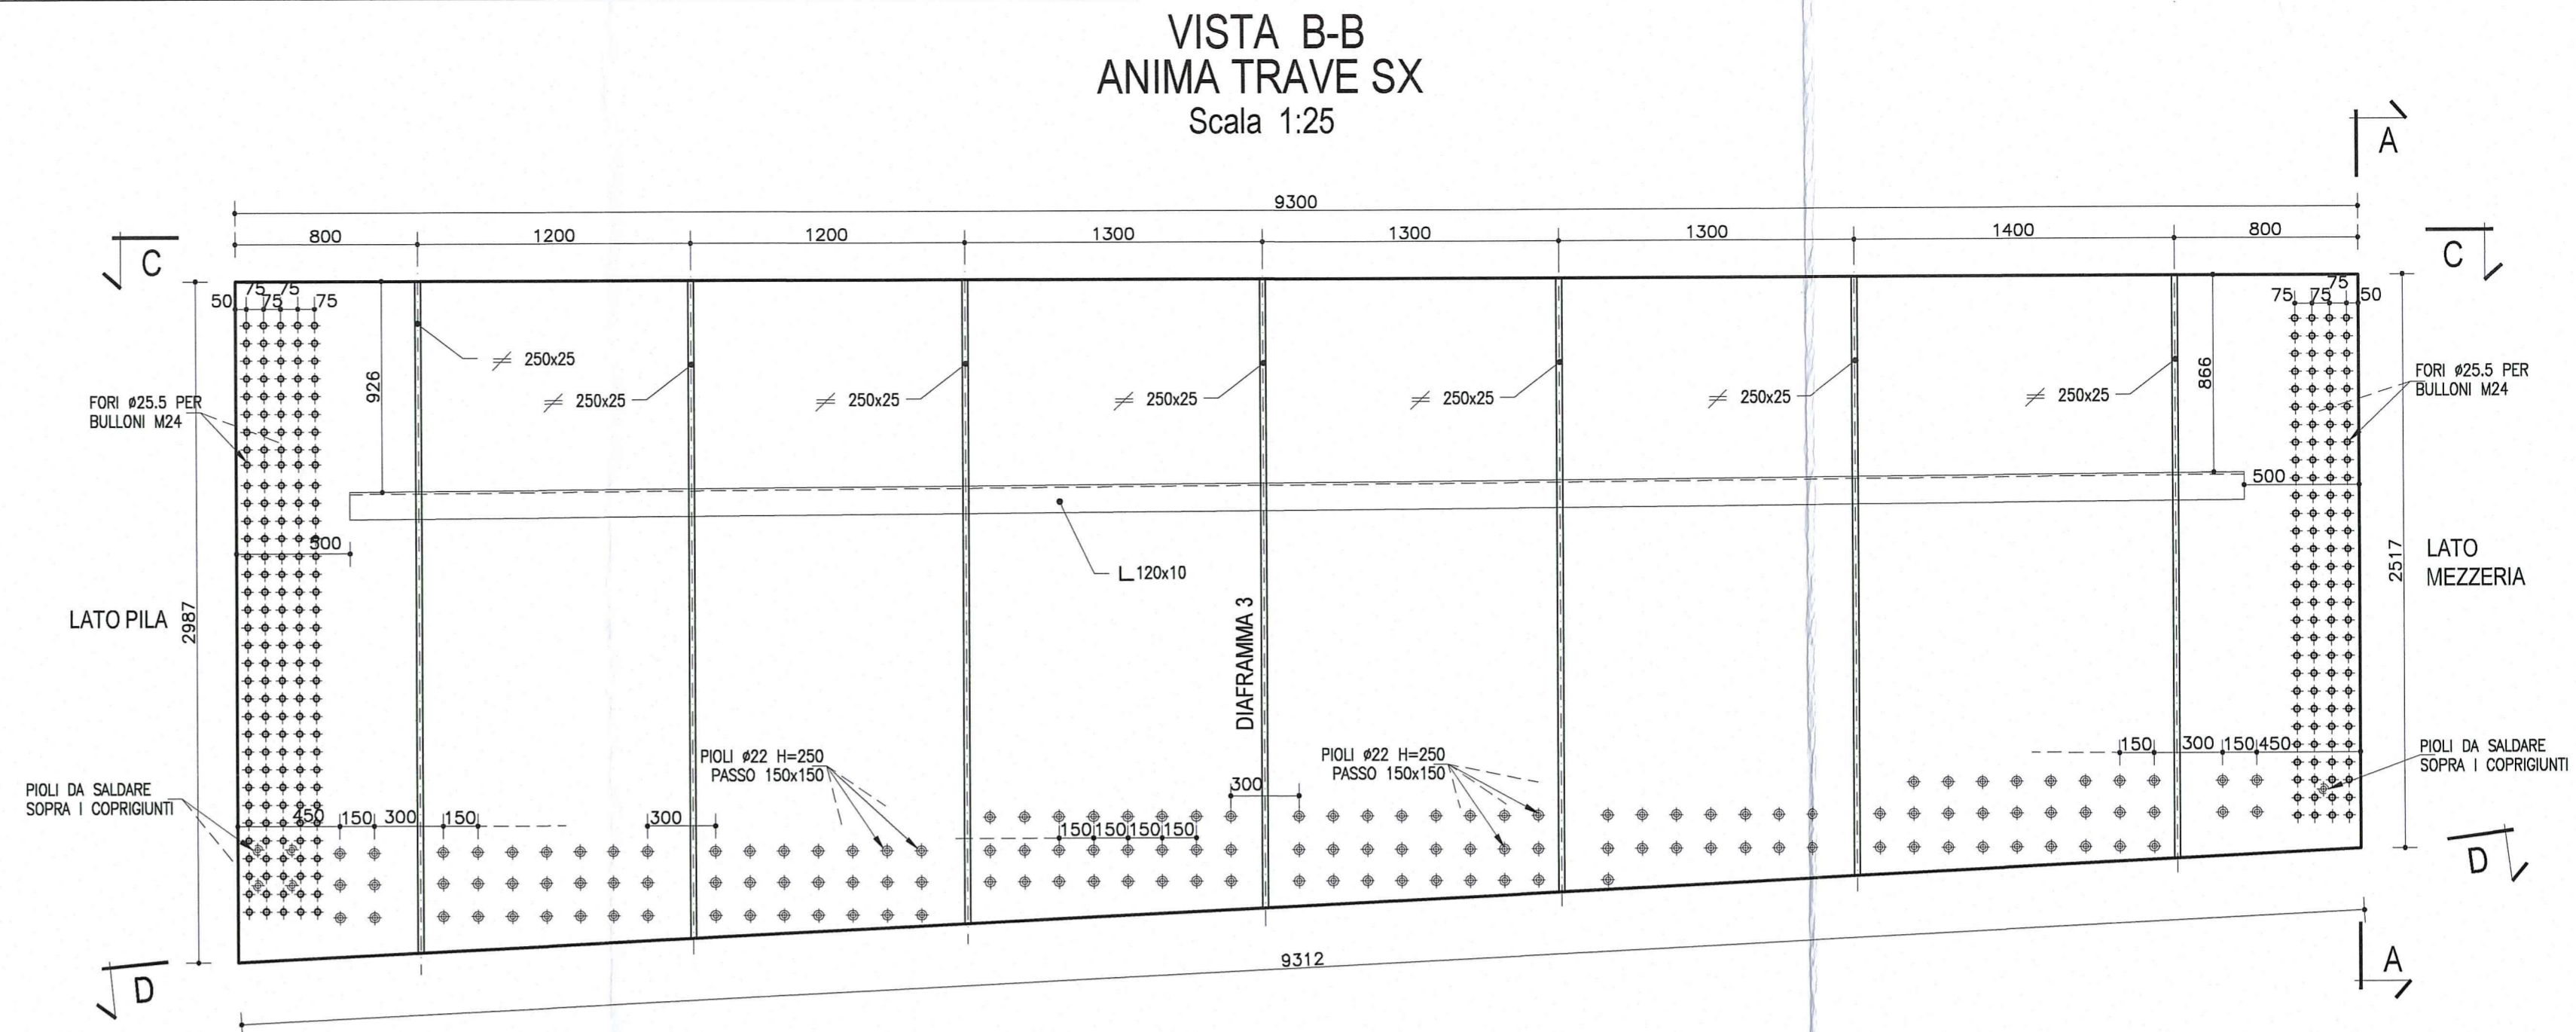 VISTA B-B
ANIMA TRAVE SX
Scala 1:25
A
9300
800
1200
1200
1300
1300
1300
1400
800
C
C
50
75
75
75
75
75
75
75
50
926
866
≠ 250x25
≠ 250x25
≠ 250x25
≠ 250x25
≠ 250x25
≠ 250x25
≠ 250x25
FORI ø25.5 PER
BULLONI M24
FORI ø25.5 PER
BULLONI M24
500
500
L 120x10
LATO PILA
2987
DIAFRAMMA 3
2517
LATO
MEZZERIA
PIOLI ø22 H=250
PASSO 150x150
PIOLI ø22 H=250
PASSO 150x150
PIOLI DA SALDARE
SOPRA I COPRIGIUNTI
PIOLI DA SALDARE
SOPRA I COPRIGIUNTI
150
300
150
450
450
150
300
150
300
150
150
150
150
300
D
D
9312
A